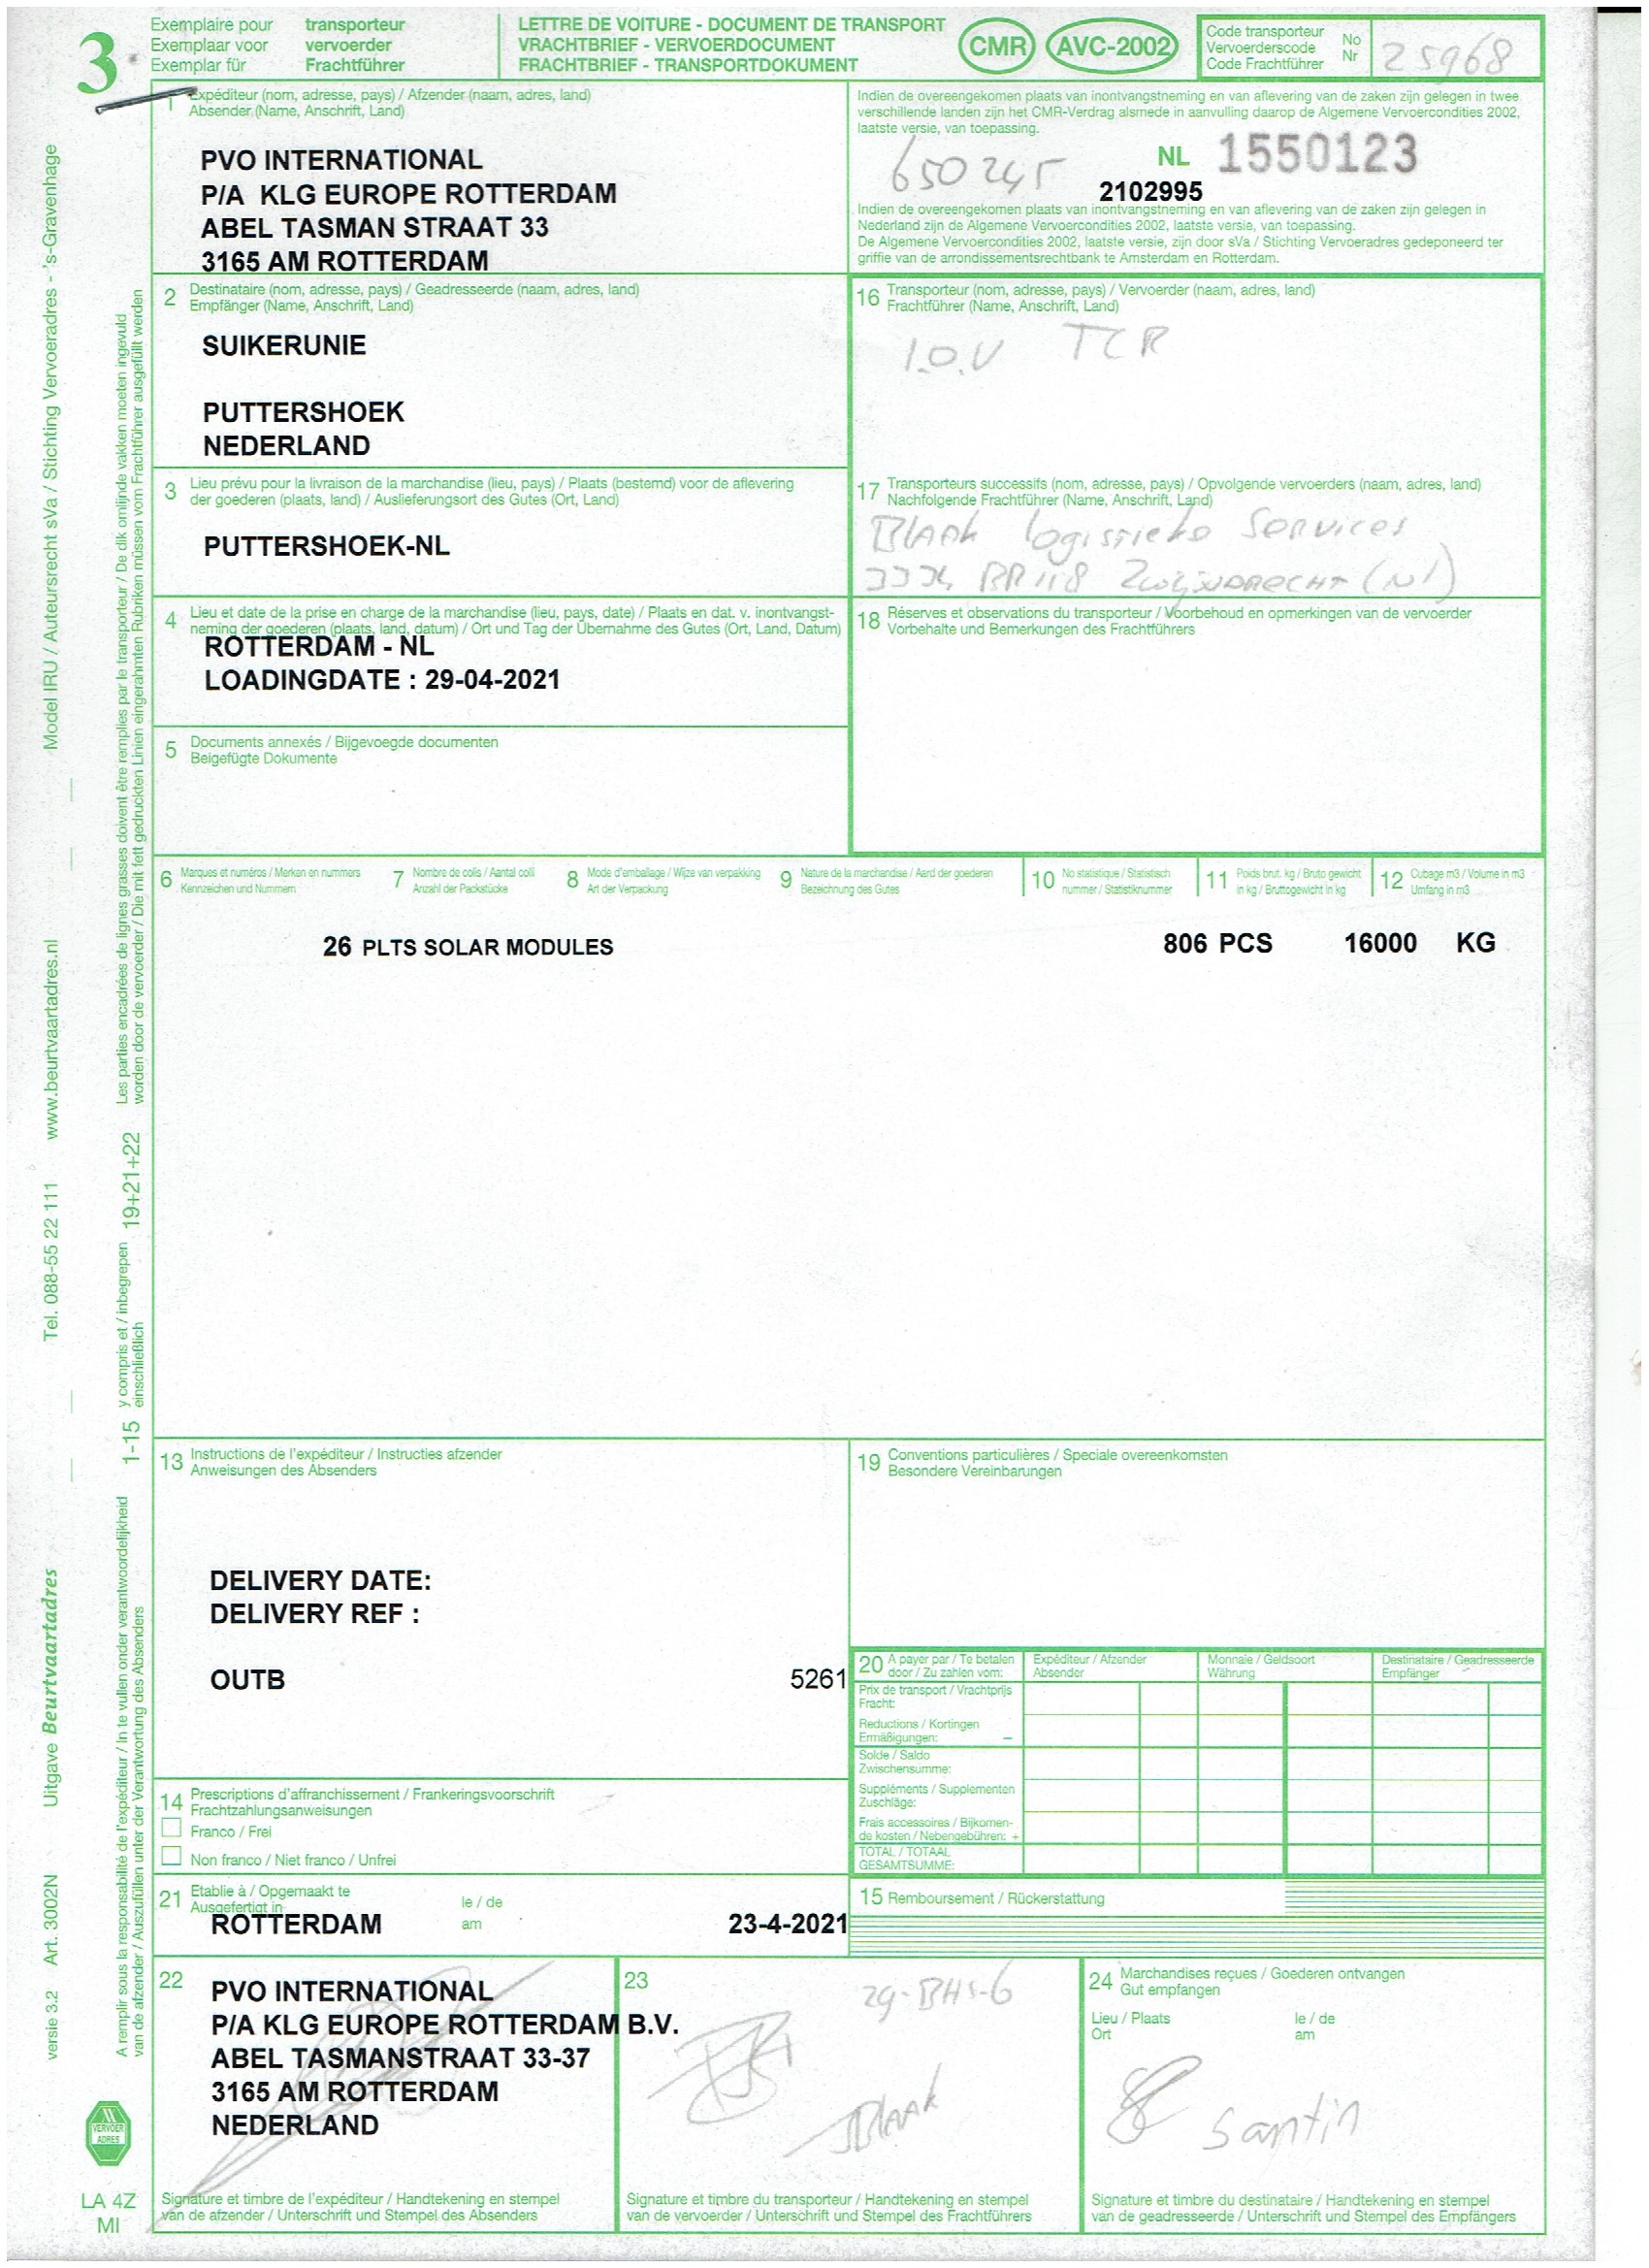 3
Exemplaire pour transporteur
Exemplaar voor vervoerder
Exemplar für Frachtführer
LETTRE DE VOITURE - DOCUMENT DE TRANSPORT
VRACHTBRIEF - VERVOERDOCUMENT
FRACHTBRIEF - TRANSPORTDOKUMENT
CMR AVC-2002
Code transporteur No
Vervoerderscode Nr
Code Frachtführer
25968
1 Expéditeur (nom, adresse, pays) / Afzender (naam, adres, land)
Absender (Name, Anschrift, Land)
PVO INTERNATIONAL
P/A KLG EUROPE ROTTERDAM
ABEL TASMAN STRAAT 33
3165 AM ROTTERDAM
Indien de overeengekomen plaats van inontvangstneming en van aflevering van de zaken zijn gelegen in twee
verschillende landen zijn het CMR-Verdrag alsmede in aanvulling daarop de Algemene Vervoercondities 2002,
laatste versie, van toepassing.
650245 NL 1550123
2102995
Indien de overeengekomen plaats van inontvangstneming en van aflevering van de zaken zijn gelegen in
Nederland zijn de Algemene Vervoercondities 2002, laatste versie, van toepassing.
De Algemene Vervoercondities 2002, laatste versie, zijn door sVa / Stichting Vervoeradres gedeponeerd ter
griffie van de arrondissementsrechtbank te Amsterdam en Rotterdam.
2 Destinataire (nom, adresse, pays) / Geadresseerde (naam, adres, land)
Empfänger (Name, Anschrift, Land)
SUIKERUNIE
PUTTERSHOEK
NEDERLAND
16 Transporteur (nom, adresse, pays) / Vervoerder (naam, adres, land)
Frachtführer (Name, Anschrift, Land)
I.O.V TCR
3 Lieu prévu pour la livraison de la marchandise (lieu, pays) / Plaats (bestemd) voor de aflevering
der goederen (plaats, land) / Auslieferungsort des Gutes (Ort, Land)
PUTTERSHOEK-NL
17 Transporteurs successifs (nom, adresse, pays) / Opvolgende vervoerders (naam, adres, land)
Nachfolgende Frachtführer (Name, Anschrift, Land)
Blaak Logistieke Services
ZWIJNDRECHT (Nl)
4 Lieu et date de la prise en charge de la marchandise (lieu, pays, date) / Plaats en dat. v. inontvangst-
neming der goederen (plaats, land, datum) / Ort und Tag der Übernahme des Gutes (Ort, Land, Datum)
ROTTERDAM - NL
LOADINGDATE : 29-04-2021
18 Réserves et observations du transporteur / Voorbehoud en opmerkingen van de vervoerder
Vorbehalte und Bemerkungen des Frachtführers
5 Documents annexés / Bijgevoegde documenten
Beigefügte Dokumente
6 Marques et numéros / Merken en nummers
Kennzeichen und Nummern
7 Nombre de colis / Aantal colli
Anzahl der Packstücke
8 Mode d'emballage / Wijze van verpakking
Art der Verpackung
9 Nature de la marchandise / Aard der goederen
Bezeichnung des Gutes
10 No statistique / Statistisch
nummer / Statistiknummer
11 Poids brut. kg / Bruto gewicht
in kg / Bruttogewicht in kg
12 Cubage m3 / Volume in m3
Umfang in m3
26 PLTS SOLAR MODULES 806 PCS 16000 KG
13 Instructions de l'expéditeur / Instructies afzender
Anweisungen des Absenders
DELIVERY DATE:
DELIVERY REF :
OUTB 5261
19 Conventions particulières / Speciale overeenkomsten
Besondere Vereinbarungen
20 A payer par / Te betalen
door / Zu zahlen vom:
Expéditeur / Afzender
Absender
Monnaie / Geldsoort
Währung
Destinataire / Geadresseerde
Empfänger
Prix de transport / Vrachtprijs
Fracht:
Reductions / Kortingen
Ermäßigungen: −
Solde / Saldo
Zwischensumme:
Suppléments / Supplementen
Zuschläge:
Frais accessoires / Bijkomen-
de kosten / Nebengebühren: +
TOTAL / TOTAAL
GESAMTSUMME:
14 Prescriptions d'affranchissement / Frankeringsvoorschrift
Frachtzahlungsanweisungen
Franco / Frei
Non franco / Niet franco / Unfrei
21 Etablie à / Opgemaakt te le / de
Ausgefertigt in am
ROTTERDAM 23-4-2021
15 Remboursement / Rückerstattung
22
PVO INTERNATIONAL
P/A KLG EUROPE ROTTERDAM B.V.
ABEL TASMANSTRAAT 33-37
3165 AM ROTTERDAM
NEDERLAND
Signature et timbre de l'expéditeur / Handtekening en stempel
van de afzender / Unterschrift und Stempel des Absenders
23
29-BHS-6
Blaak
Signature et timbre du transporteur / Handtekening en stempel
van de vervoerder / Unterschrift und Stempel des Frachtführers
24 Marchandises reçues / Goederen ontvangen
Gut empfangen
Lieu / Plaats le / de
Ort am
Santin
Signature et timbre du destinataire / Handtekening en stempel
van de geadresseerde / Unterschrift und Stempel des Empfängers
versie 3.2 Art. 3002N Uitgave Beurtvaartadres Tel. 088-55 22 111 www.beurtvaartadres.nl Model IRU / Auteursrecht sVa / Stichting Vervoeradres - 's-Gravenhage
A remplir sous la responsabilité de l'expéditeur / In te vullen onder verantwoordelijkheid
van de afzender / Auszufüllen unter der Verantwortung des Absenders
1-15 y compris et / inbegrepen
einschließlich 19+21+22
Les parties encadrées de lignes grasses doivent être remplies par le transporteur / De dik omlijnde vakken moeten ingevuld
worden door de vervoerder / Die mit fett gedruckten Linien eingerahmten Rubriken müssen vom Frachtführer ausgefüllt werden
VERVOER
ADRES
LA 4Z
MI